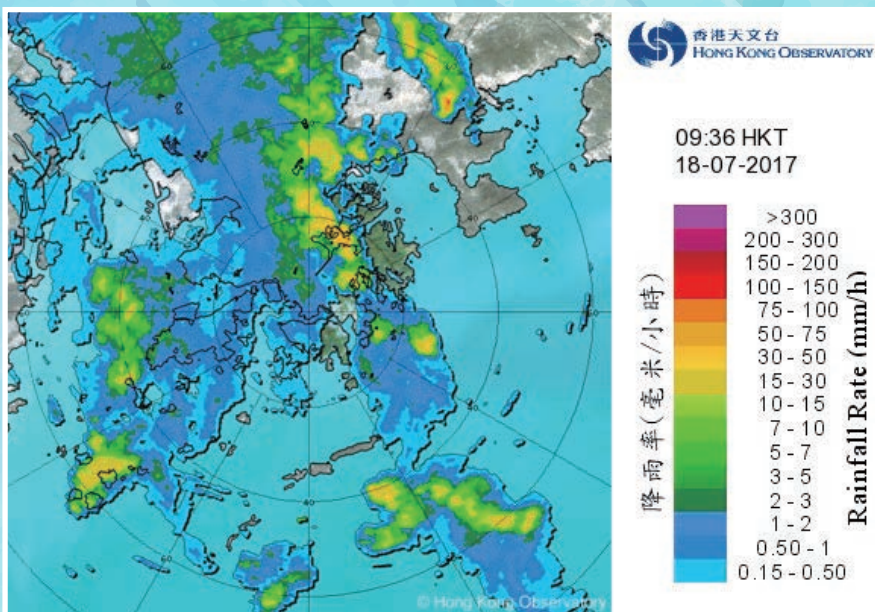 香港天文台
HONG KONG OBSERVATORY
09:36 HKT
18-07-2017
降雨率(毫米/小時)
Rainfall Rate (mm/h)
>300
200 - 300
150 - 200
100 - 150
75 - 100
50 - 75
30 - 50
15 - 30
10 - 15
7 - 10
5 - 7
3 - 5
2 - 3
1 - 2
0.50 - 1
0.15 - 0.50
© Hong Kong Observatory